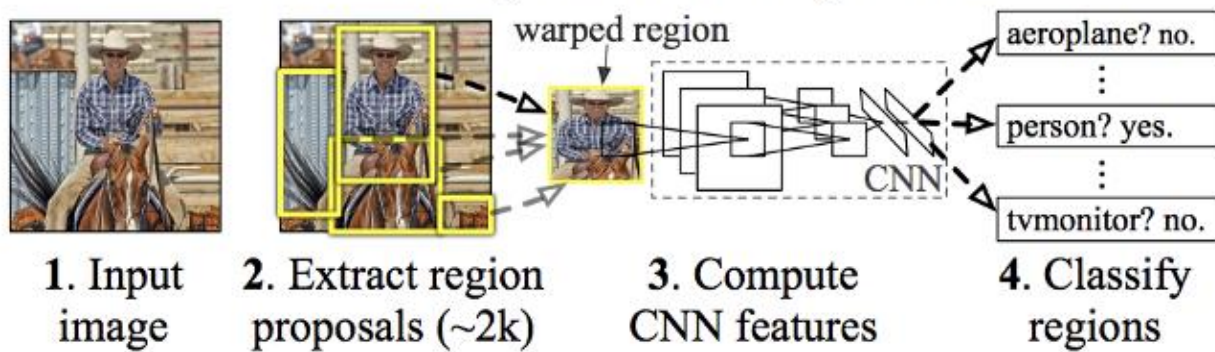 warped region
aeroplane? no.
person? yes.
CNN
tvmonitor? no.
1. Input
image
2. Extract region
proposals (~2k)
3. Compute
CNN features
4. Classify
regions